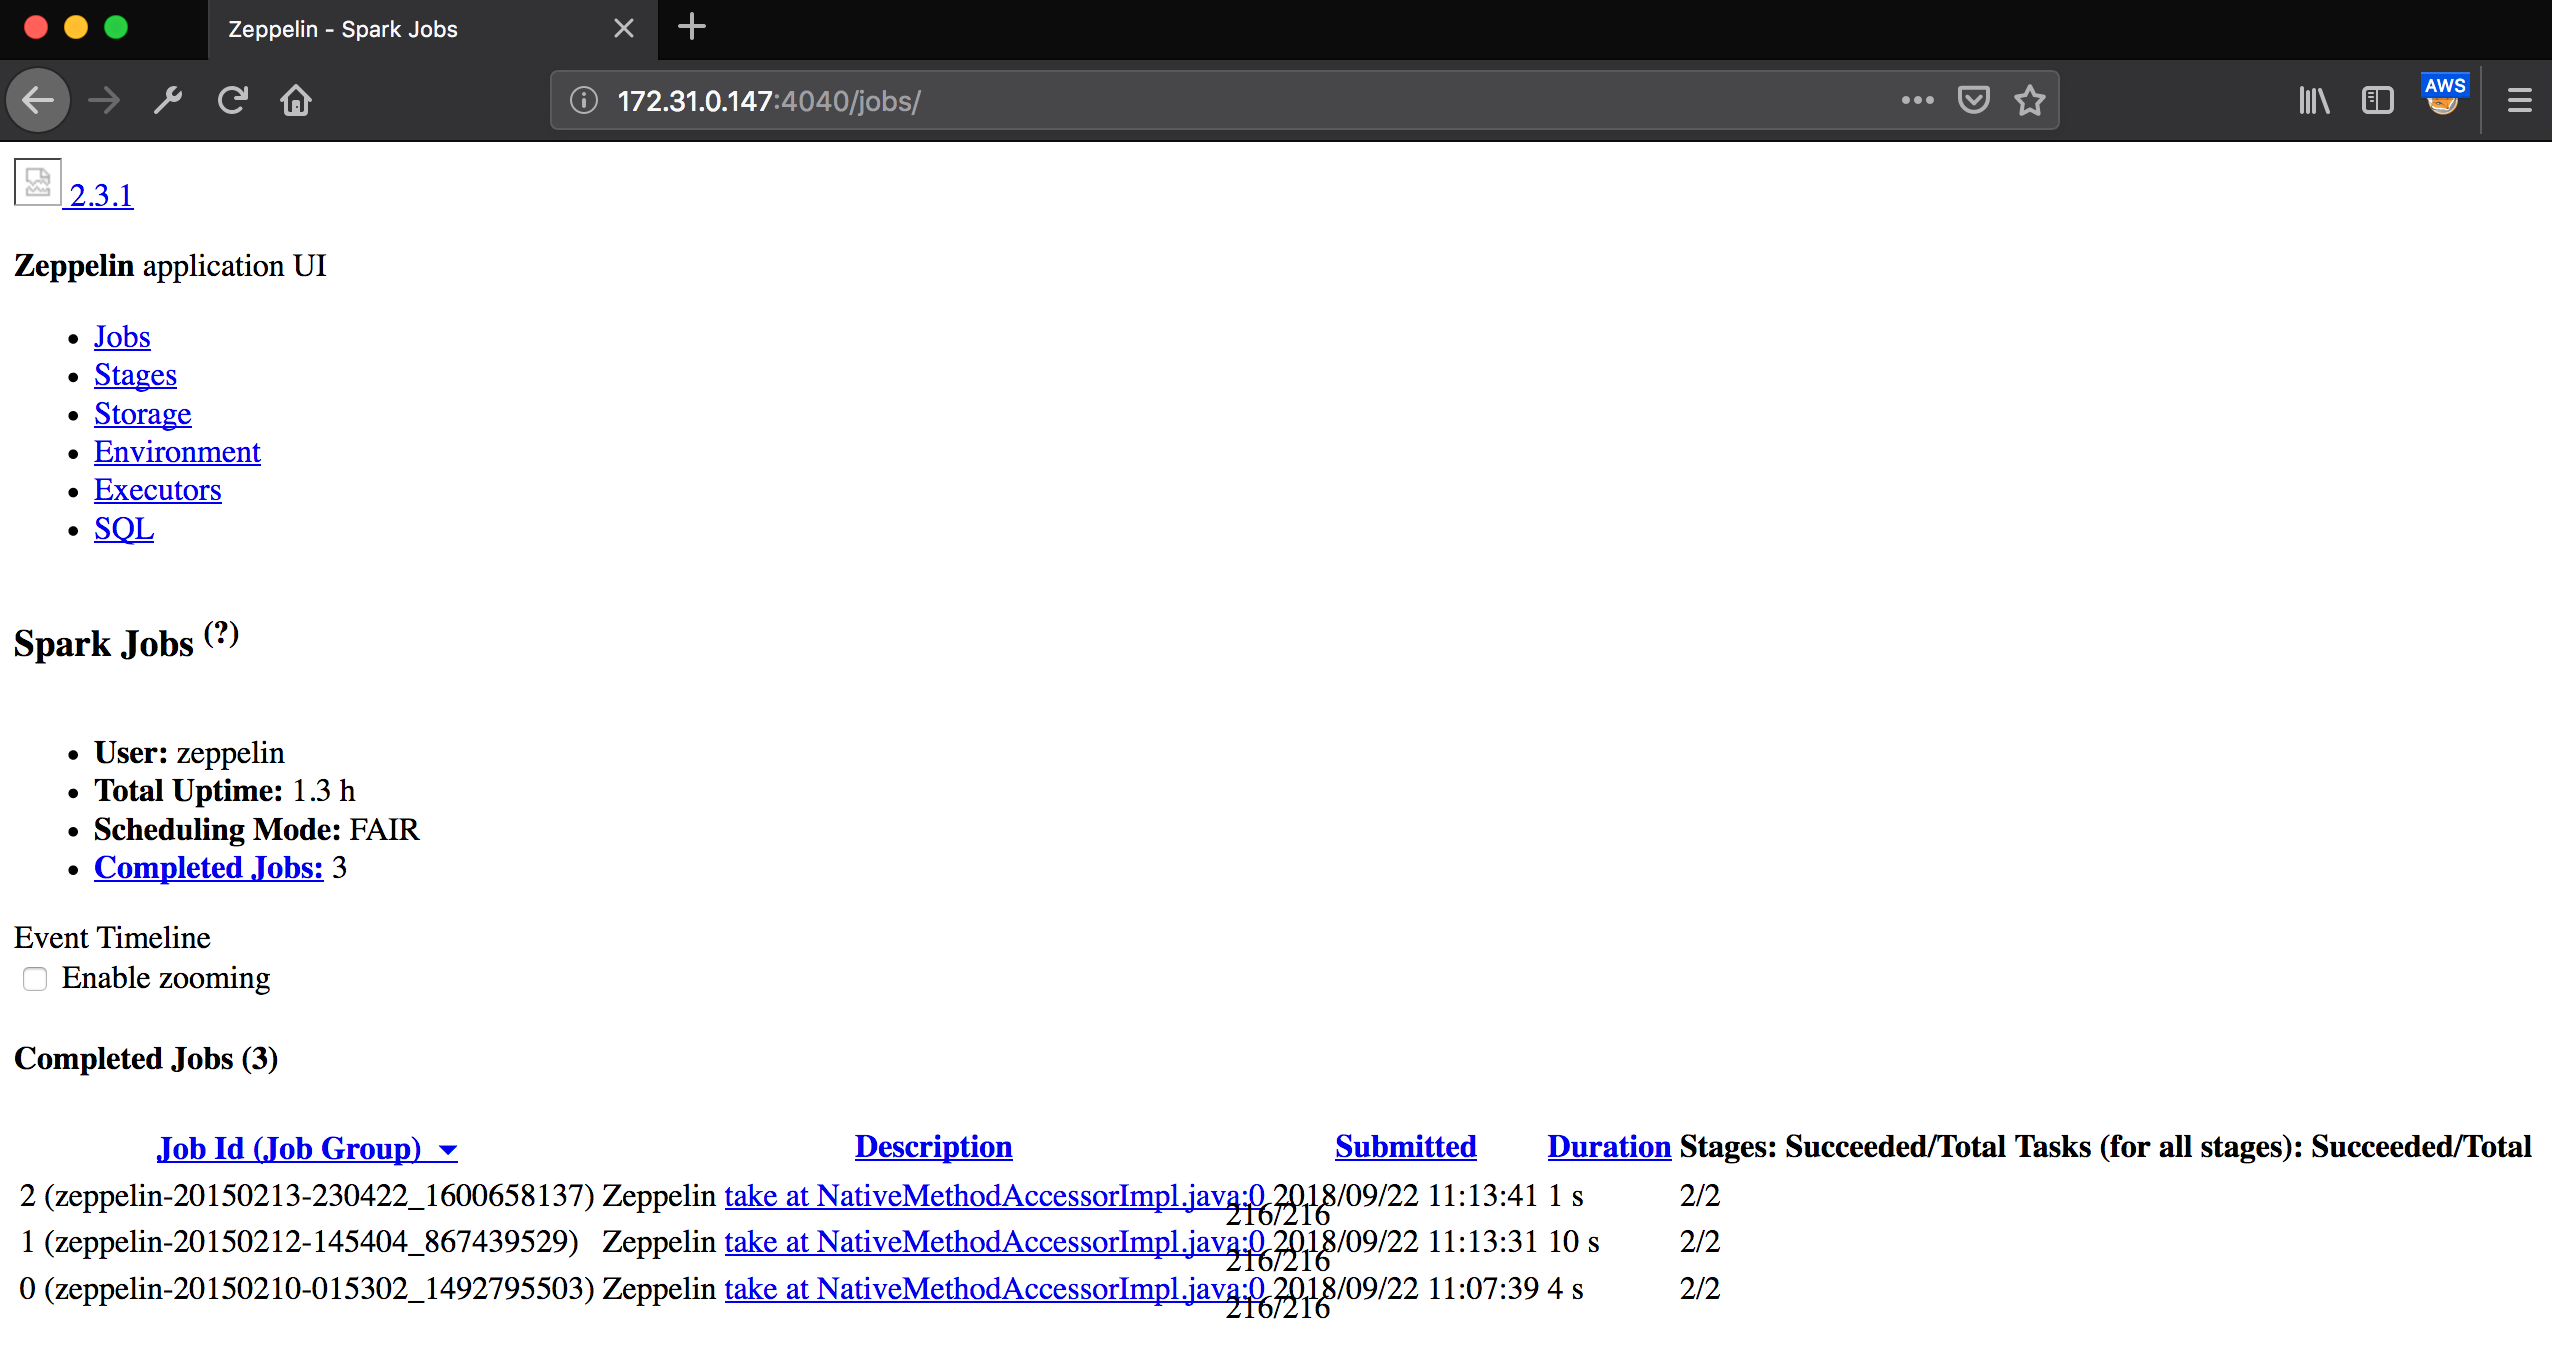 Zeppelin - Spark Jobs
172.31.0.147:4040/jobs/
AWS
2.3.1
Zeppelin application UI
Jobs
Stages
Storage
Environment
Executors
SQL
Spark Jobs (?)
User: zeppelin
Total Uptime: 1.3 h
Scheduling Mode: FAIR
Completed Jobs: 3
Event Timeline
Enable zooming
Completed Jobs (3)
Job Id (Job Group) ▾ Description Submitted Duration Stages: Succeeded/Total Tasks (for all stages): Succeeded/Total
2 (zeppelin-20150213-230422_1600658137) Zeppelin take at NativeMethodAccessorImpl.java:0 2018/09/22 11:13:41 1 s 2/2
216/216
1 (zeppelin-20150212-145404_867439529) Zeppelin take at NativeMethodAccessorImpl.java:0 2018/09/22 11:13:31 10 s 2/2
216/216
0 (zeppelin-20150210-015302_1492795503) Zeppelin take at NativeMethodAccessorImpl.java:0 2018/09/22 11:07:39 4 s 2/2
216/216